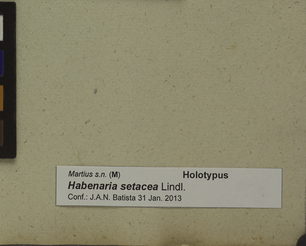 Martius s.n. (M) Holotypus
Habenaria setacea Lindl.
Conf.: J.A.N. Batista 31 Jan. 2013